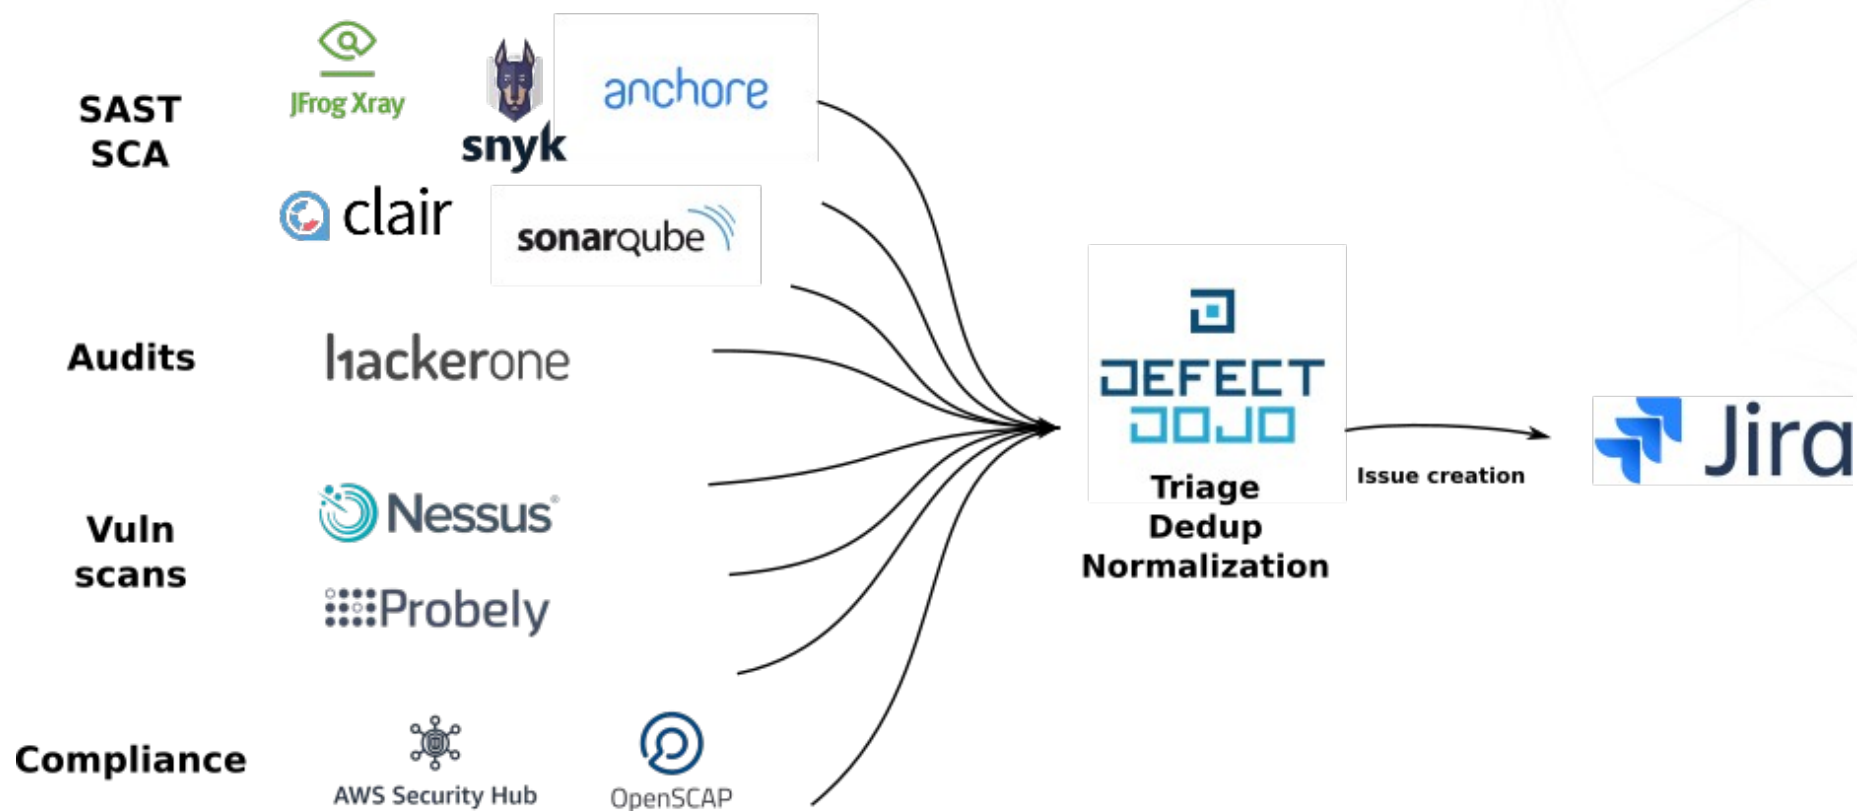 SAST
SCA
JFrog Xray
snyk
anchore
clair
sonarqube
Audits
hackerone
Vuln
scans
Nessus®
Probely
Compliance
AWS Security Hub
OpenSCAP
DEFECT
DOJO
Triage
Dedup
Normalization
Issue creation
Jira